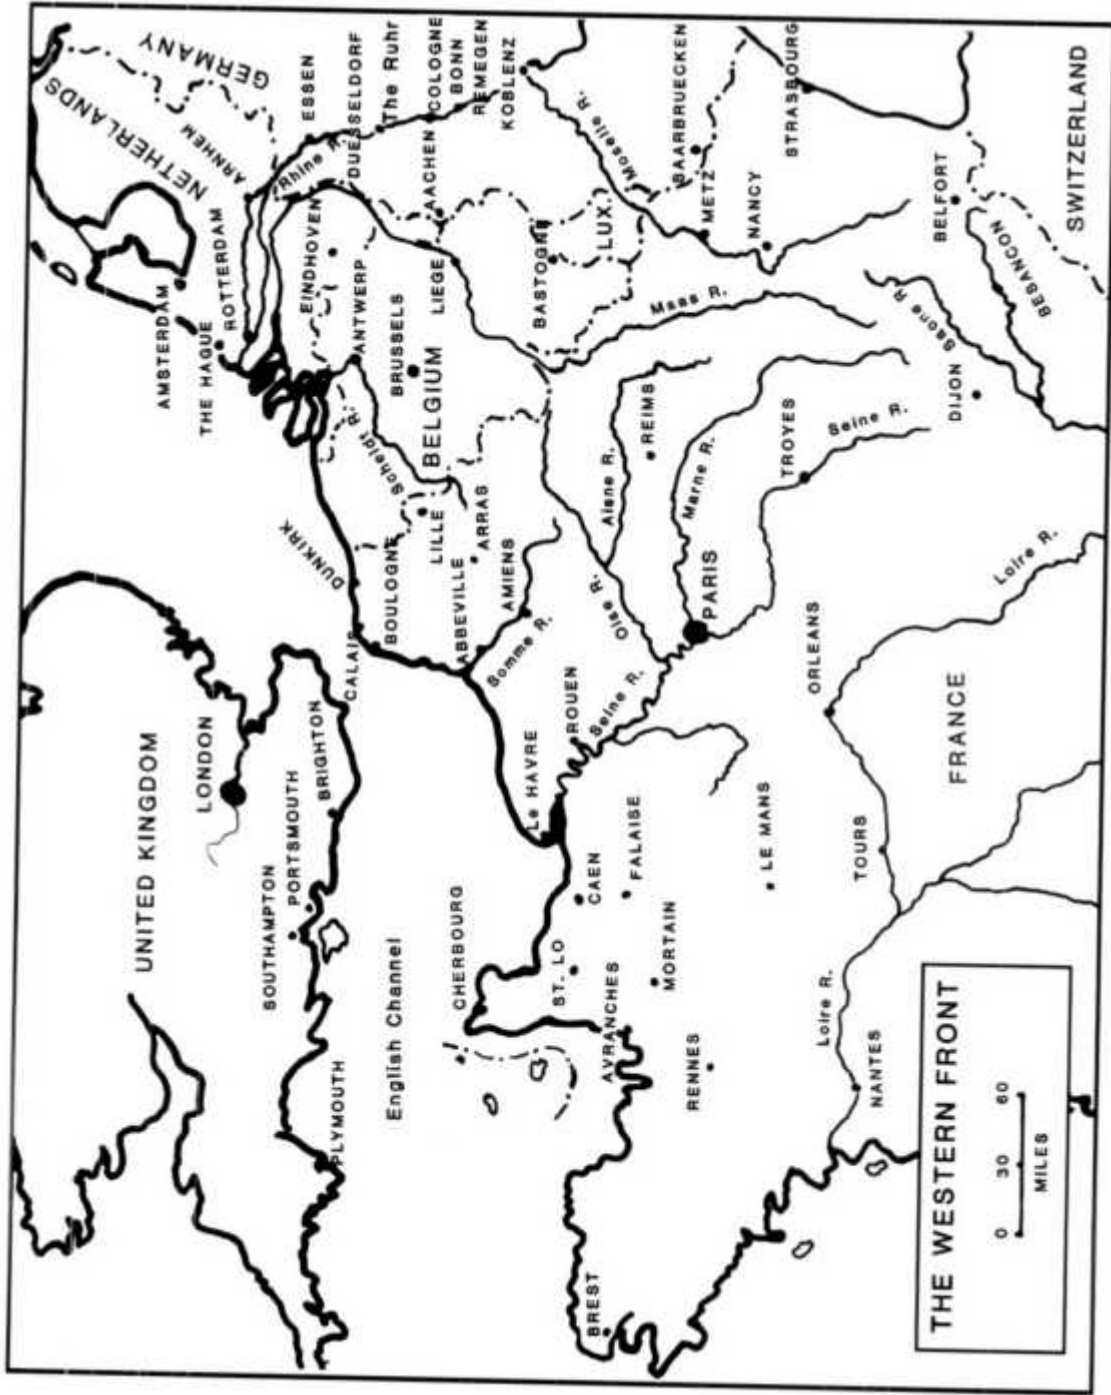 UNITED KINGDOM
LONDON
SOUTHAMPTON
PORTSMOUTH
BRIGHTON
PLYMOUTH
English Channel
NETHERLANDS
GERMANY
AMSTERDAM
THE HAGUE
ROTTERDAM
ARNHEM
Rhine R.
EINDHOVEN
ESSEN
DUESSELDORF
The Ruhr
COLOGNE
BONN
REMEGEN
KOBLENZ
AACHEN
ANTWERP
BRUSSELS
LIEGE
BELGIUM
Scheldt R.
DUNKIRK
CALAIS
BOULOGNE
LILLE
ARRAS
ABBEVILLE
AMIENS
Somme R.
BASTOGNE
LUX.
Moselle R.
Maas R.
BAARBRUECKEN
METZ
NANCY
STRASBOURG
CHERBOURG
Le HAVRE
ROUEN
Seine R.
Oise R.
Aisne R.
REIMS
Marne R.
PARIS
ST. LO
CAEN
FALAISE
AVRANCHES
MORTAIN
BREST
RENNES
LE MANS
TROYES
Seine R.
BELFORT
Saone R.
BESANCON
DIJON
SWITZERLAND
ORLEANS
TOURS
Loire R.
Loire R.
NANTES
FRANCE
THE WESTERN FRONT
0 30 60
MILES